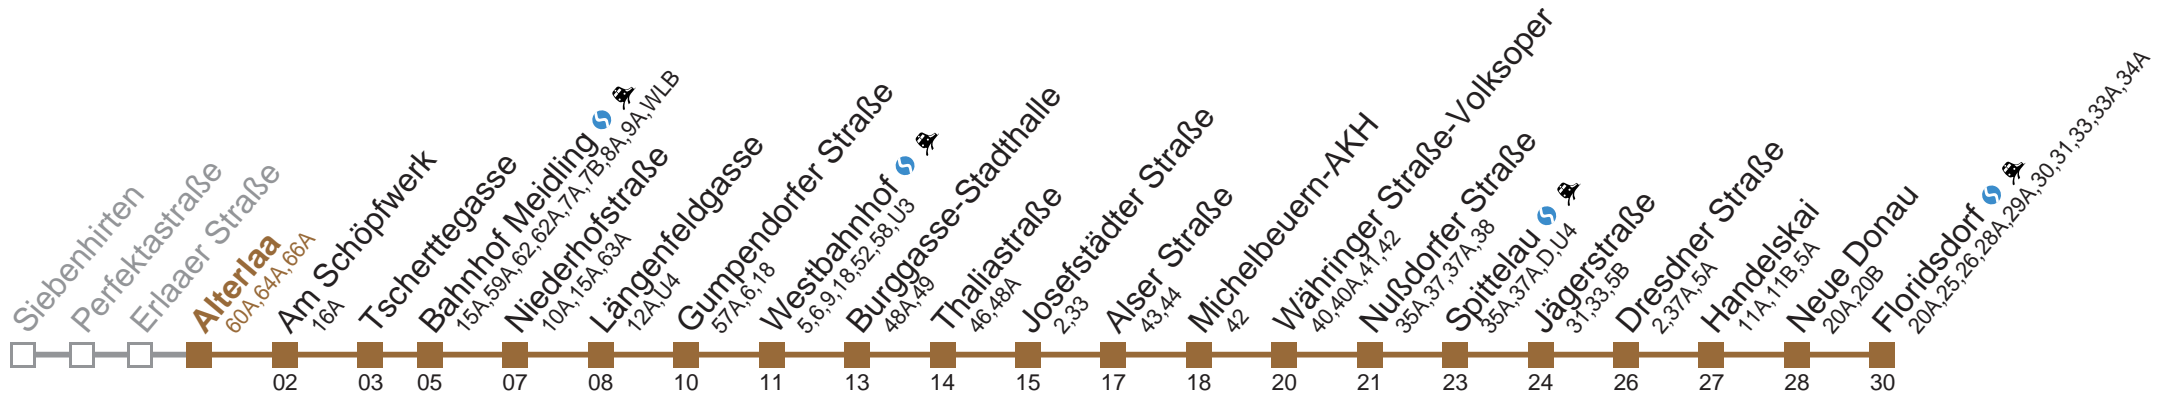 Siebenhirten
Perfektastraße
Erlaaer Straße
Alterlaa
60A,64A,66A
Am Schöpfwerk
16A
Tscherttegasse
Bahnhof Meidling
15A,59A,62,62A,7A,7B,8A,9A,WLB
Niederhofstraße
10A,15A,63A
Längenfeldgasse
12A,U4
Gumpendorfer Straße
57A,6,18
Westbahnhof
5,6,9,18,52,58,U3
Burggasse-Stadthalle
48A,49
Thaliastraße
46,48A
Josefstädter Straße
2,33
Alser Straße
43,44
Michelbeuern-AKH
42
Währinger Straße-Volksoper
40,40A,41,42
Nußdorfer Straße
35A,37,37A,38
Spittelau
35A,37A,D,U4
Jägerstraße
31,33,5B
Dresdner Straße
2,37A,5A
Handelskai
11A,11B,5A
Neue Donau
20A,20B
Floridsdorf
20A,25,26,28A,29A,30,31,33,33A,34A
02 03 05 07 08 10 11 13 14 15 17 18 20 21 23 24 26 27 28 30